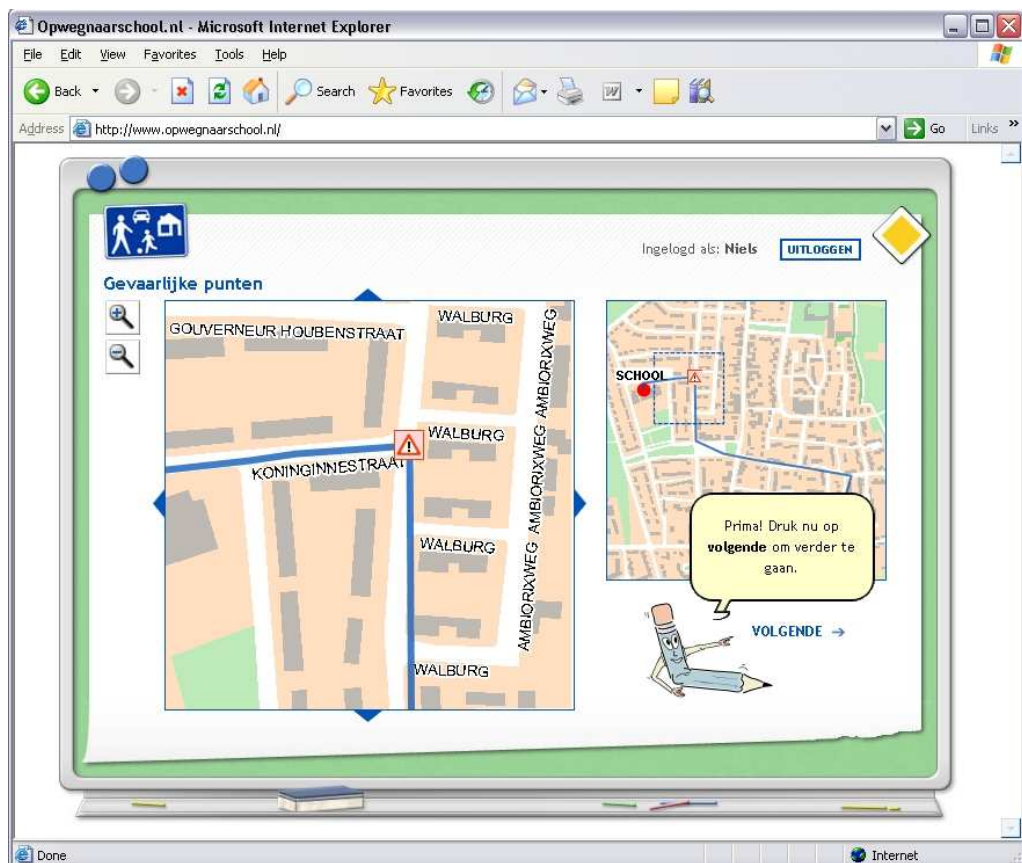 Opwegnaarschool.nl - Microsoft Internet Explorer
File Edit View Favorites Tools Help
Back Search Favorites
Address http://www.opwegnaarschool.nl/ Go Links »
Ingelogd als: Niels UITLOGGEN
Gevaarlijke punten
GOUVERNEUR HOUBENSTRAAT
WALBURG
AMBIORIXWEG
AMBIORIXWEG
AMBIORIXWEG
WALBURG
KONINGINNESTRAAT
WALBURG
WALBURG
SCHOOL
Prima! Druk nu op
volgende om verder te
gaan.
VOLGENDE →
Done Internet